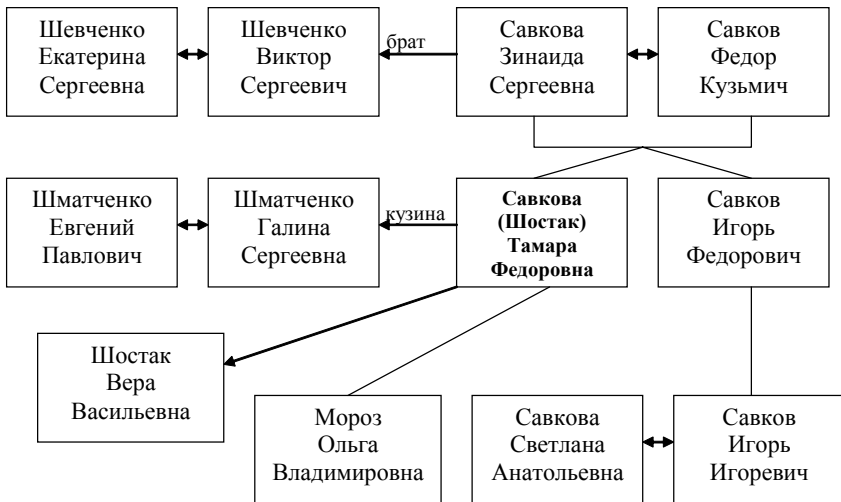 Шевченко
Екатерина
Сергеевна
Шевченко
Виктор
Сергеевич
брат
Савкова
Зинаида
Сергеевна
Савков
Федор
Кузьмич
Шматченко
Евгений
Павлович
Шматченко
Галина
Сергеевна
кузина
Савкова
(Шостак)
Тамара
Федоровна
Савков
Игорь
Федорович
Шостак
Вера
Васильевна
Мороз
Ольга
Владимировна
Савкова
Светлана
Анатольевна
Савков
Игорь
Игоревич